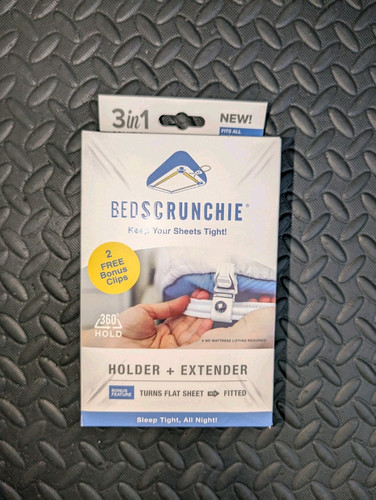 3in1
NEW!
FITS ALL
BEDSCRUNCHIE®
Keep Your Sheets Tight!
2
FREE
Bonus
Clips
360°
HOLD
HOLDER + EXTENDER
BONUS
FEATURE
TURNS FLAT SHEET
FITTED
Sleep Tight, All Night!